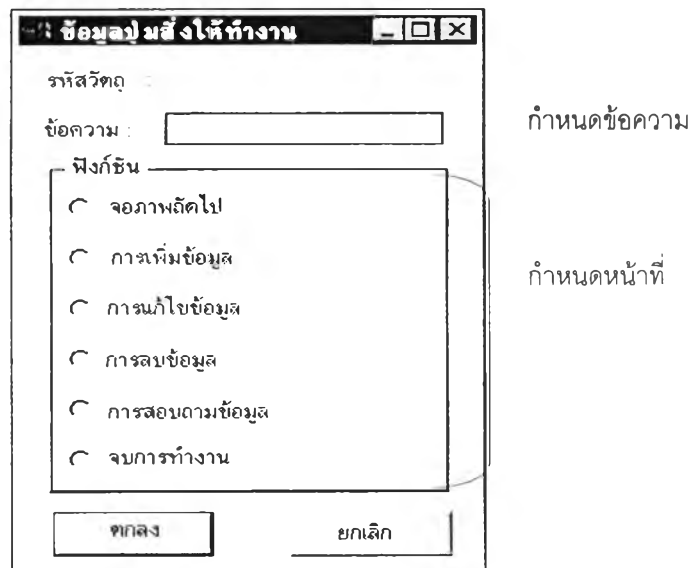 ข้อมูลปุ่มสั่งให้ทำงาน
รหัสวัตถุ :
ข้อความ :
กำหนดข้อความ
ฟังก์ชัน
จอภาพถัดไป
การเพิ่มข้อมูล
กำหนดหน้าที่
การแก้ไขข้อมูล
การลบข้อมูล
การสอบถามข้อมูล
จบการทำงาน
ตกลง ยกเลิก